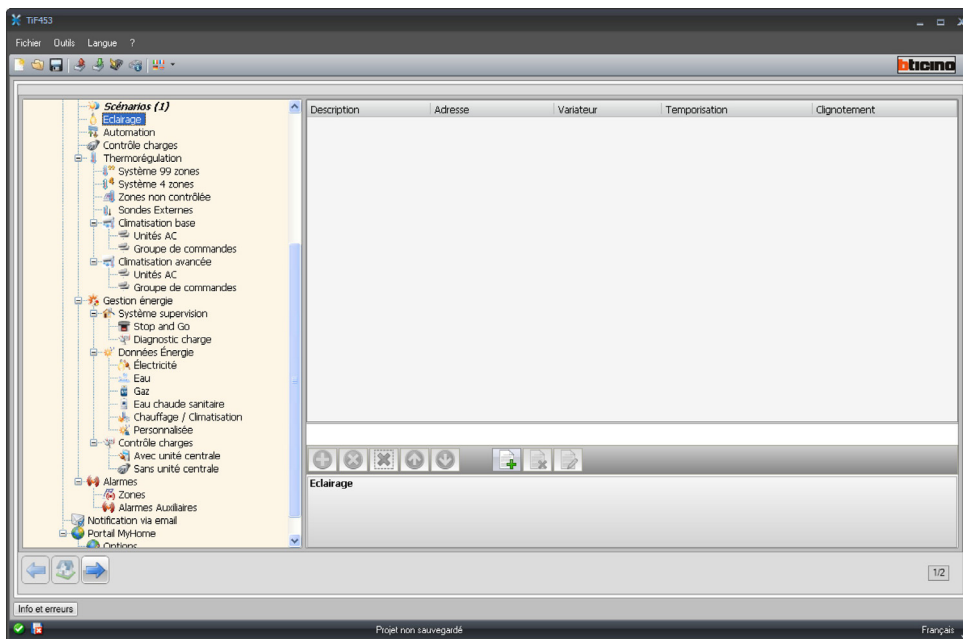 TiF453
Fichier Outils Langue ?
bticino
Scénarios (1)
Eclairage
Automation
Contrôle charges
Thermorégulation
Système 99 zones
Système 4 zones
Zones non contrôlée
Sondes Externes
Climatisation base
Unités AC
Groupe de commandes
Climatisation avancée
Unités AC
Groupe de commandes
Gestion énergie
Système supervision
Stop and Go
Diagnostic charge
Données Énergie
Électricité
Eau
Gaz
Eau chaude sanitaire
Chauffage / Climatisation
Personnalisée
Contrôle charges
Avec unité centrale
Sans unité centrale
Alarmes
Zones
Alarmes Auxiliaires
Notification via email
Portail MyHome
Options
Description Adresse Variateur Temporisation Clignotement
Eclairage
1/2
Info et erreurs
Projet non sauvegardé Français